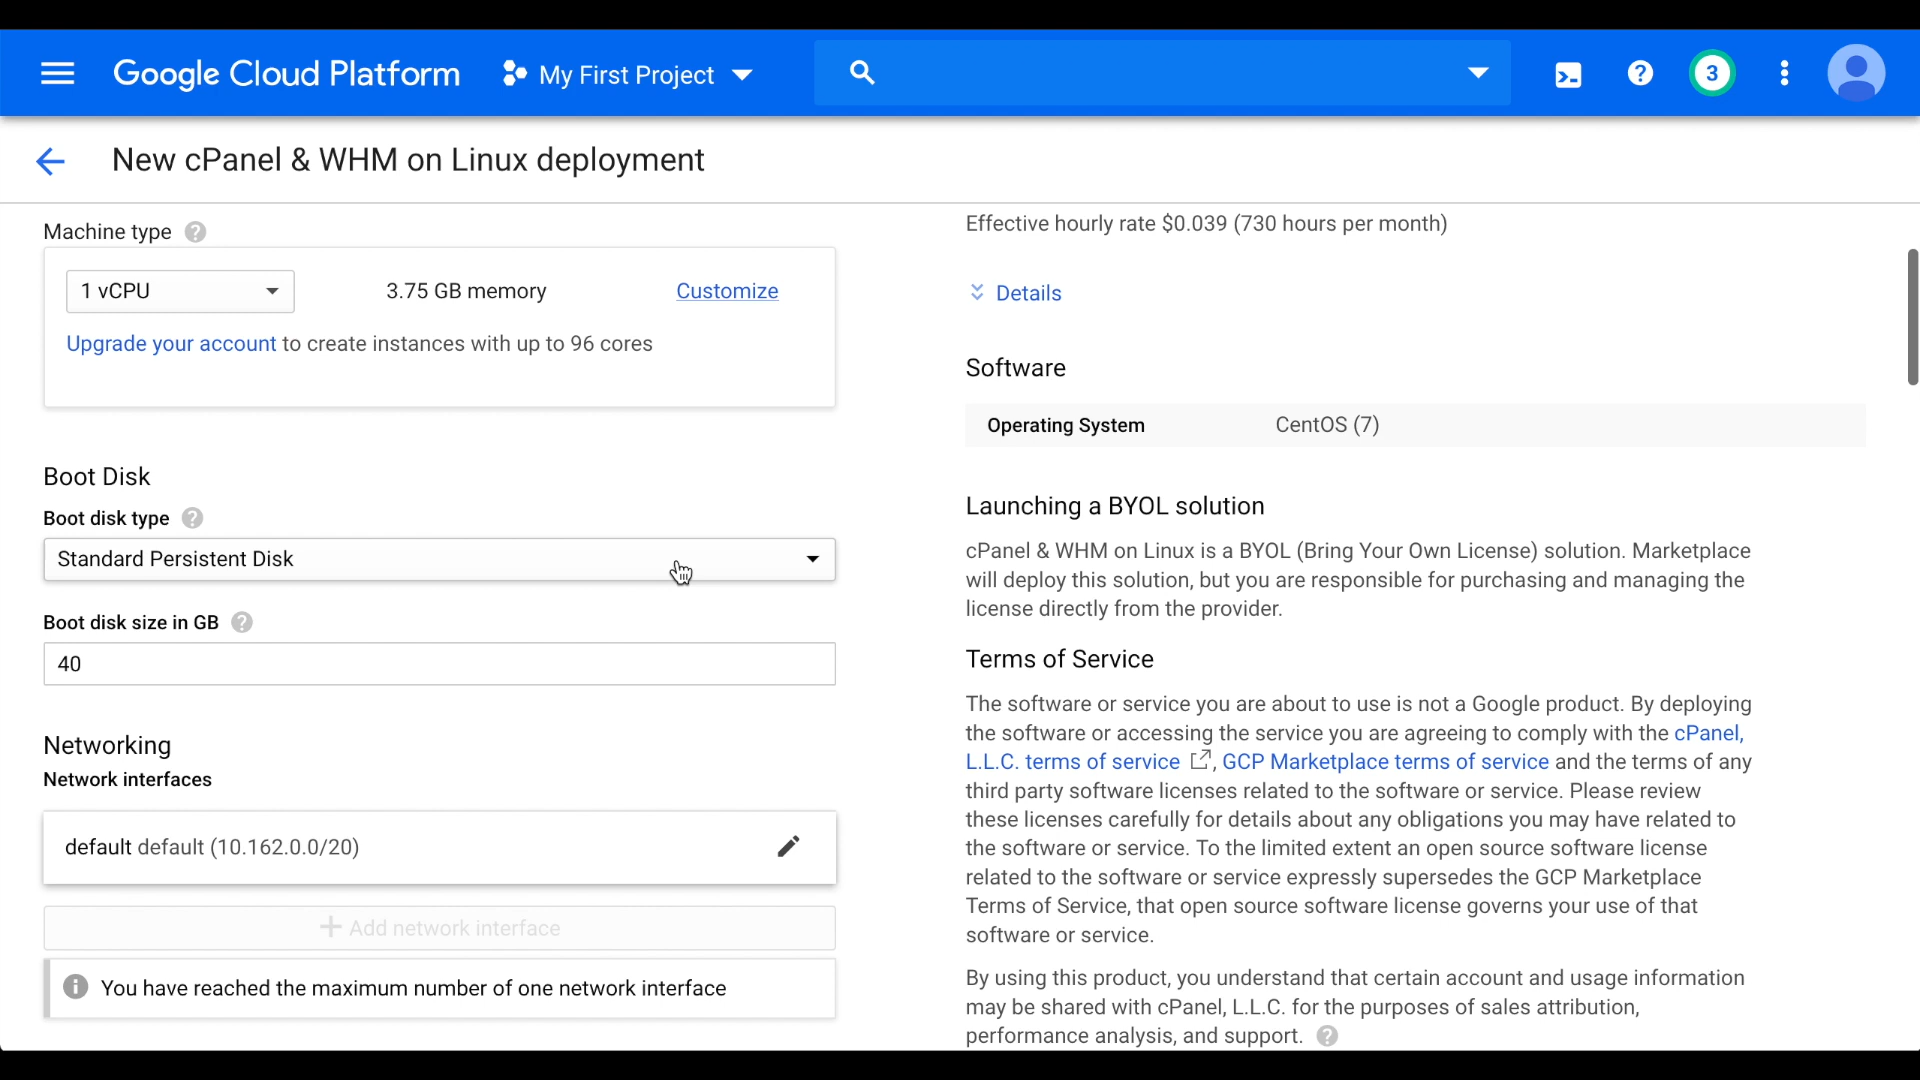 Google Cloud Platform
My First Project
3
New cPanel & WHM on Linux deployment
Machine type
1 vCPU
3.75 GB memory
Customize
Upgrade your account to create instances with up to 96 cores
Boot Disk
Boot disk type
Standard Persistent Disk
Boot disk size in GB
40
Networking
Network interfaces
default default (10.162.0.0/20)
+ Add network interface
You have reached the maximum number of one network interface
Effective hourly rate $0.039 (730 hours per month)
Details
Software
Operating System
CentOS (7)
Launching a BYOL solution
cPanel & WHM on Linux is a BYOL (Bring Your Own License) solution. Marketplace
will deploy this solution, but you are responsible for purchasing and managing the
license directly from the provider.
Terms of Service
The software or service you are about to use is not a Google product. By deploying
the software or accessing the service you are agreeing to comply with the cPanel,
L.L.C. terms of service, GCP Marketplace terms of service and the terms of any
third party software licenses related to the software or service. Please review
these licenses carefully for details about any obligations you may have related to
the software or service. To the limited extent an open source software license
related to the software or service expressly supersedes the GCP Marketplace
Terms of Service, that open source software license governs your use of that
software or service.
By using this product, you understand that certain account and usage information
may be shared with cPanel, L.L.C. for the purposes of sales attribution,
performance analysis, and support.